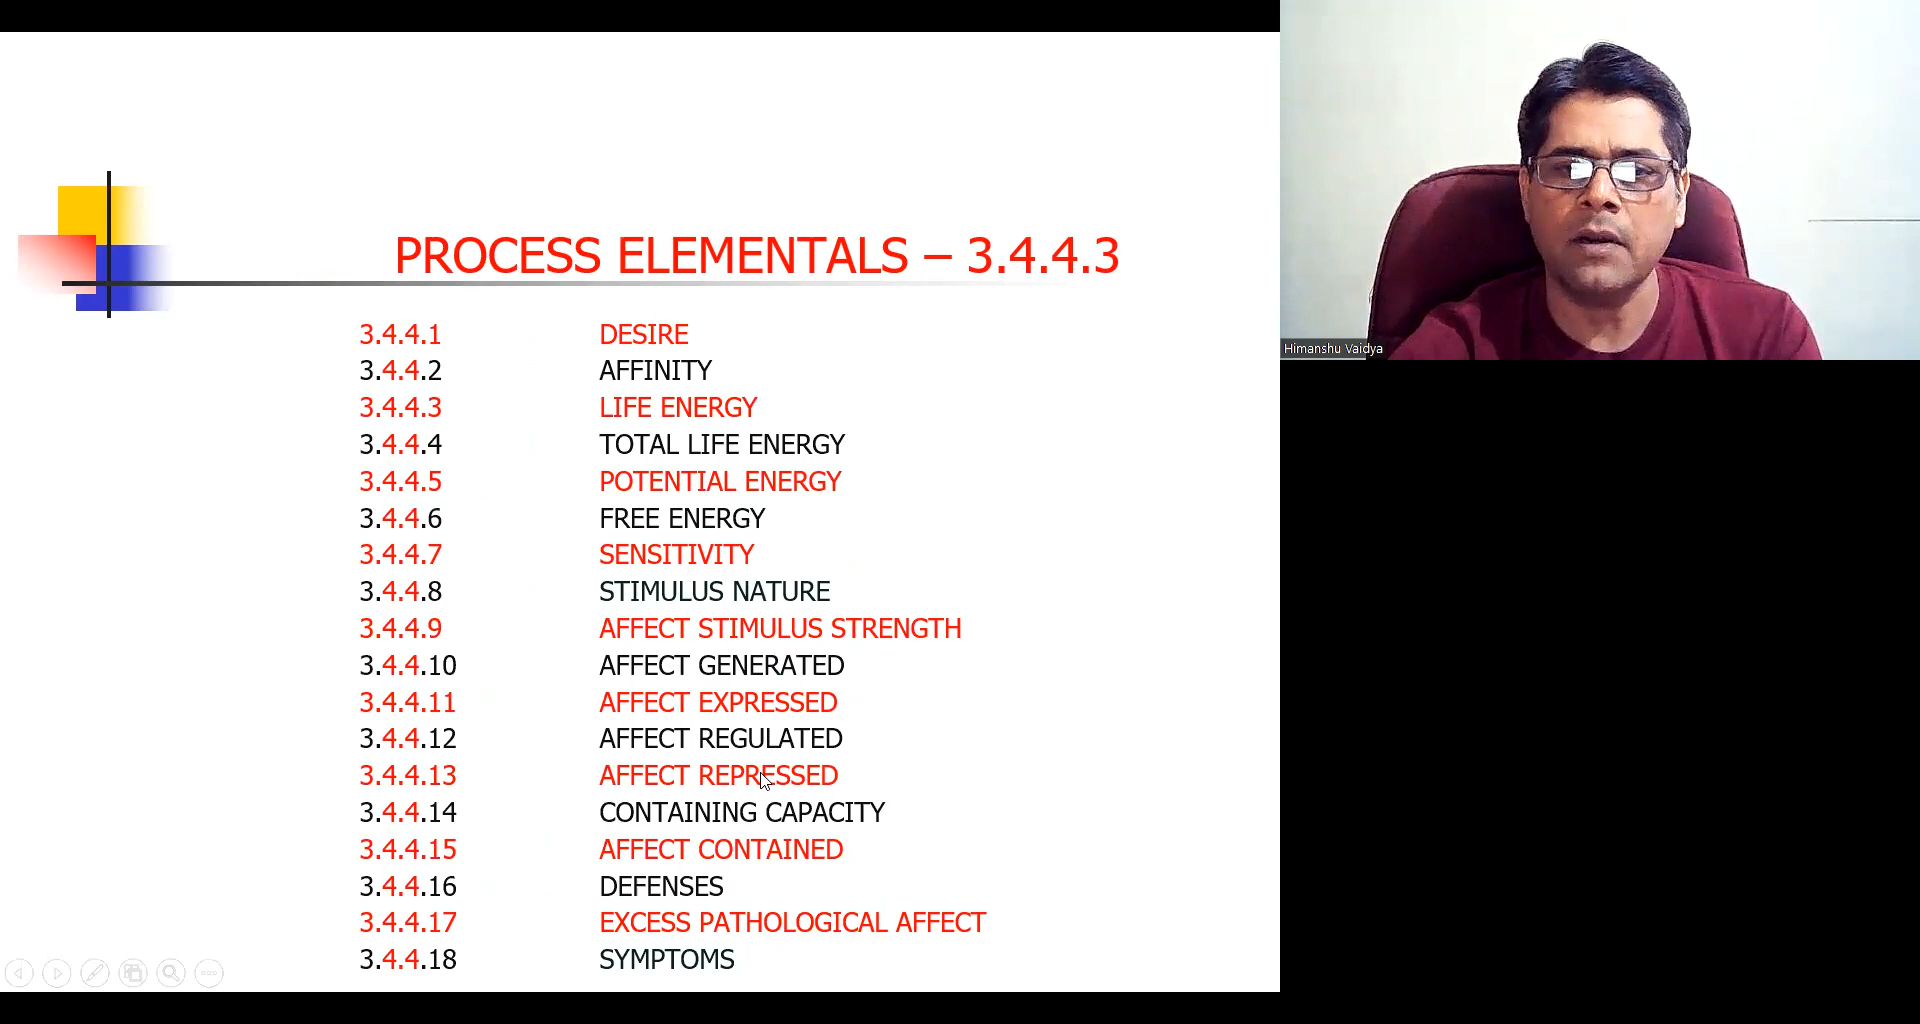 PROCESS ELEMENTALS – 3.4.4.3
3.4.4.1 DESIRE
3.4.4.2 AFFINITY
3.4.4.3 LIFE ENERGY
3.4.4.4 TOTAL LIFE ENERGY
3.4.4.5 POTENTIAL ENERGY
3.4.4.6 FREE ENERGY
3.4.4.7 SENSITIVITY
3.4.4.8 STIMULUS NATURE
3.4.4.9 AFFECT STIMULUS STRENGTH
3.4.4.10 AFFECT GENERATED
3.4.4.11 AFFECT EXPRESSED
3.4.4.12 AFFECT REGULATED
3.4.4.13 AFFECT REPRESSED
3.4.4.14 CONTAINING CAPACITY
3.4.4.15 AFFECT CONTAINED
3.4.4.16 DEFENSES
3.4.4.17 EXCESS PATHOLOGICAL AFFECT
3.4.4.18 SYMPTOMS
Himanshu Vaidya